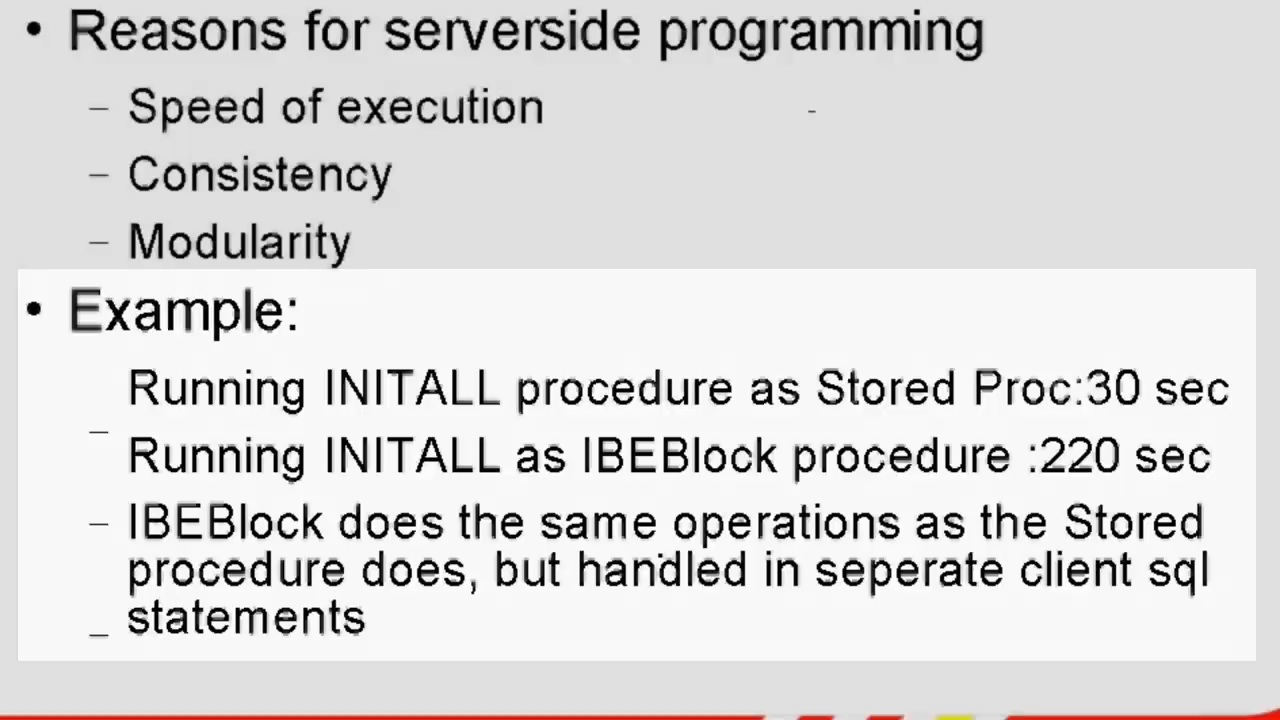 • Reasons for serverside programming
– Speed of execution
– Consistency
– Modularity
• Example:
Running INITALL procedure as Stored Proc:30 sec
– Running INITALL as IBEBlock procedure :220 sec
– IBEBlock does the same operations as the Stored
procedure does, but handled in seperate client sql
– statements